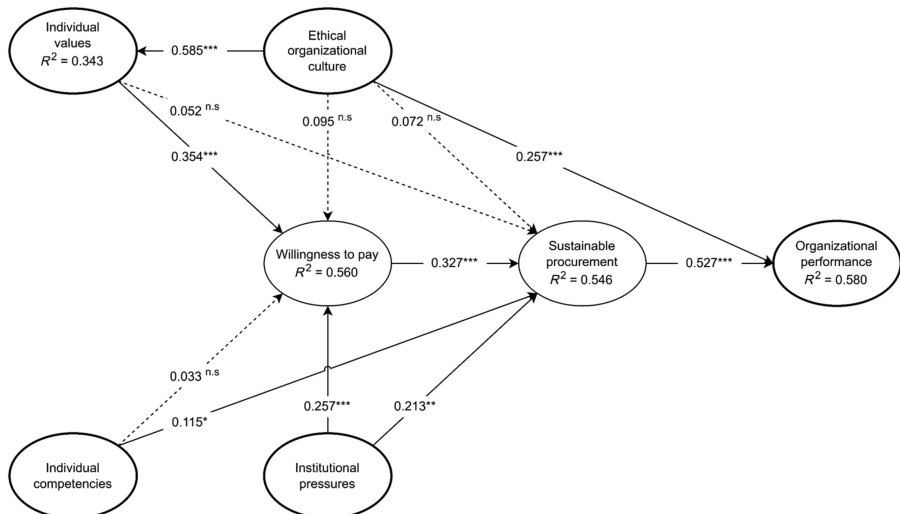 Individual
values
R² = 0.343
0.585***
Ethical
organizational
culture
0.052 n.s
0.095 n.s
0.072 n.s
0.354***
0.257***
Willingness to pay
R² = 0.560
0.327***
Sustainable
procurement
R² = 0.546
0.527***
Organizational
performance
R² = 0.580
0.033 n.s
0.115*
0.257***
0.213**
Individual
competencies
Institutional
pressures